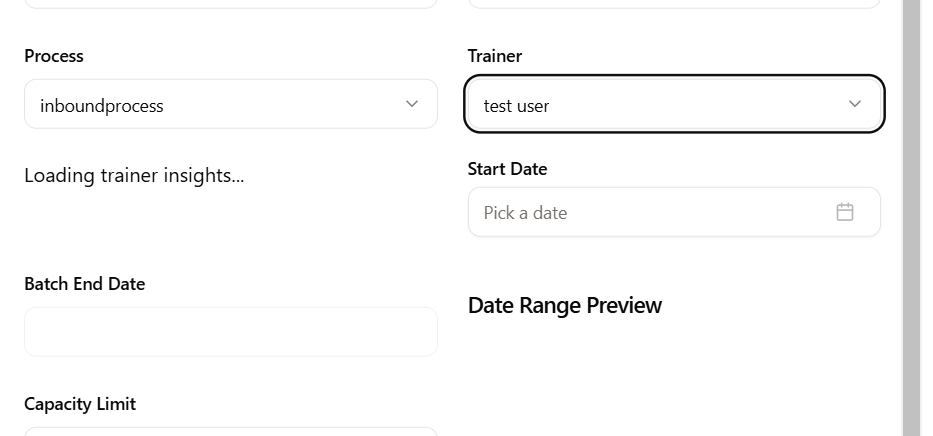 Process
Trainer
inboundprocess
test user
Loading trainer insights...
Start Date
Pick a date
Batch End Date
Date Range Preview
Capacity Limit